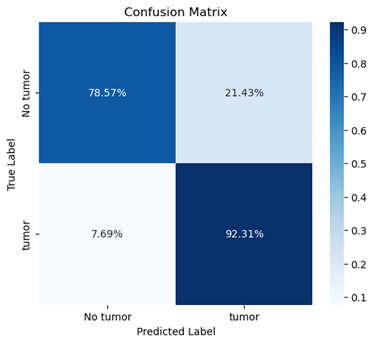 Confusion Matrix
No tumor
78.57%
21.43%
True Label
tumor
7.69%
92.31%
No tumor
tumor
Predicted Label
0.9
0.8
0.7
0.6
0.5
0.4
0.3
0.2
0.1